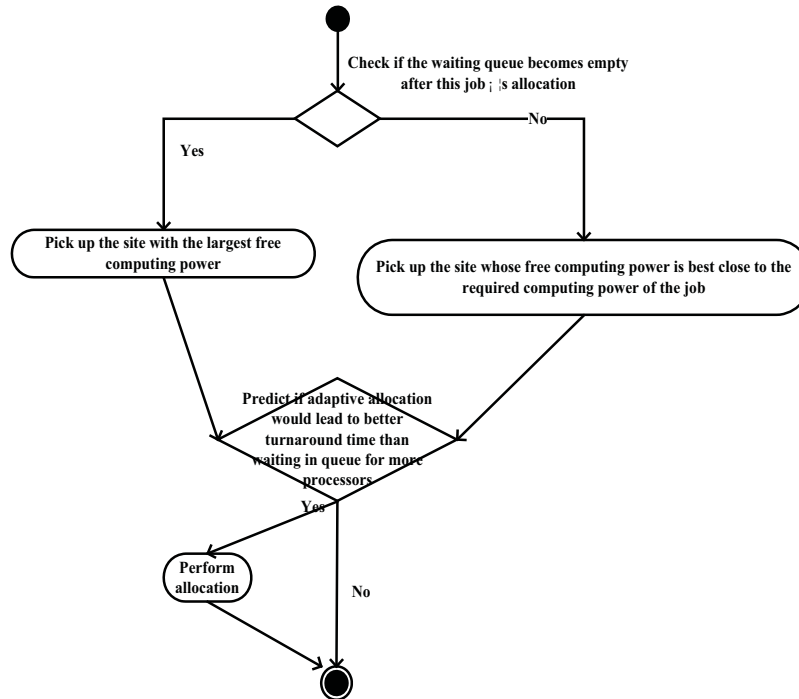 Check if the waiting queue becomes empty
after this job ¡ ¦s allocation
Yes
No
Pick up the site with the largest free
computing power
Pick up the site whose free computing power is best close to the
required computing power of the job
Predict if adaptive allocation
would lead to better
turnaround time than
waiting in queue for more
processors
Yes
Perform
allocation
No